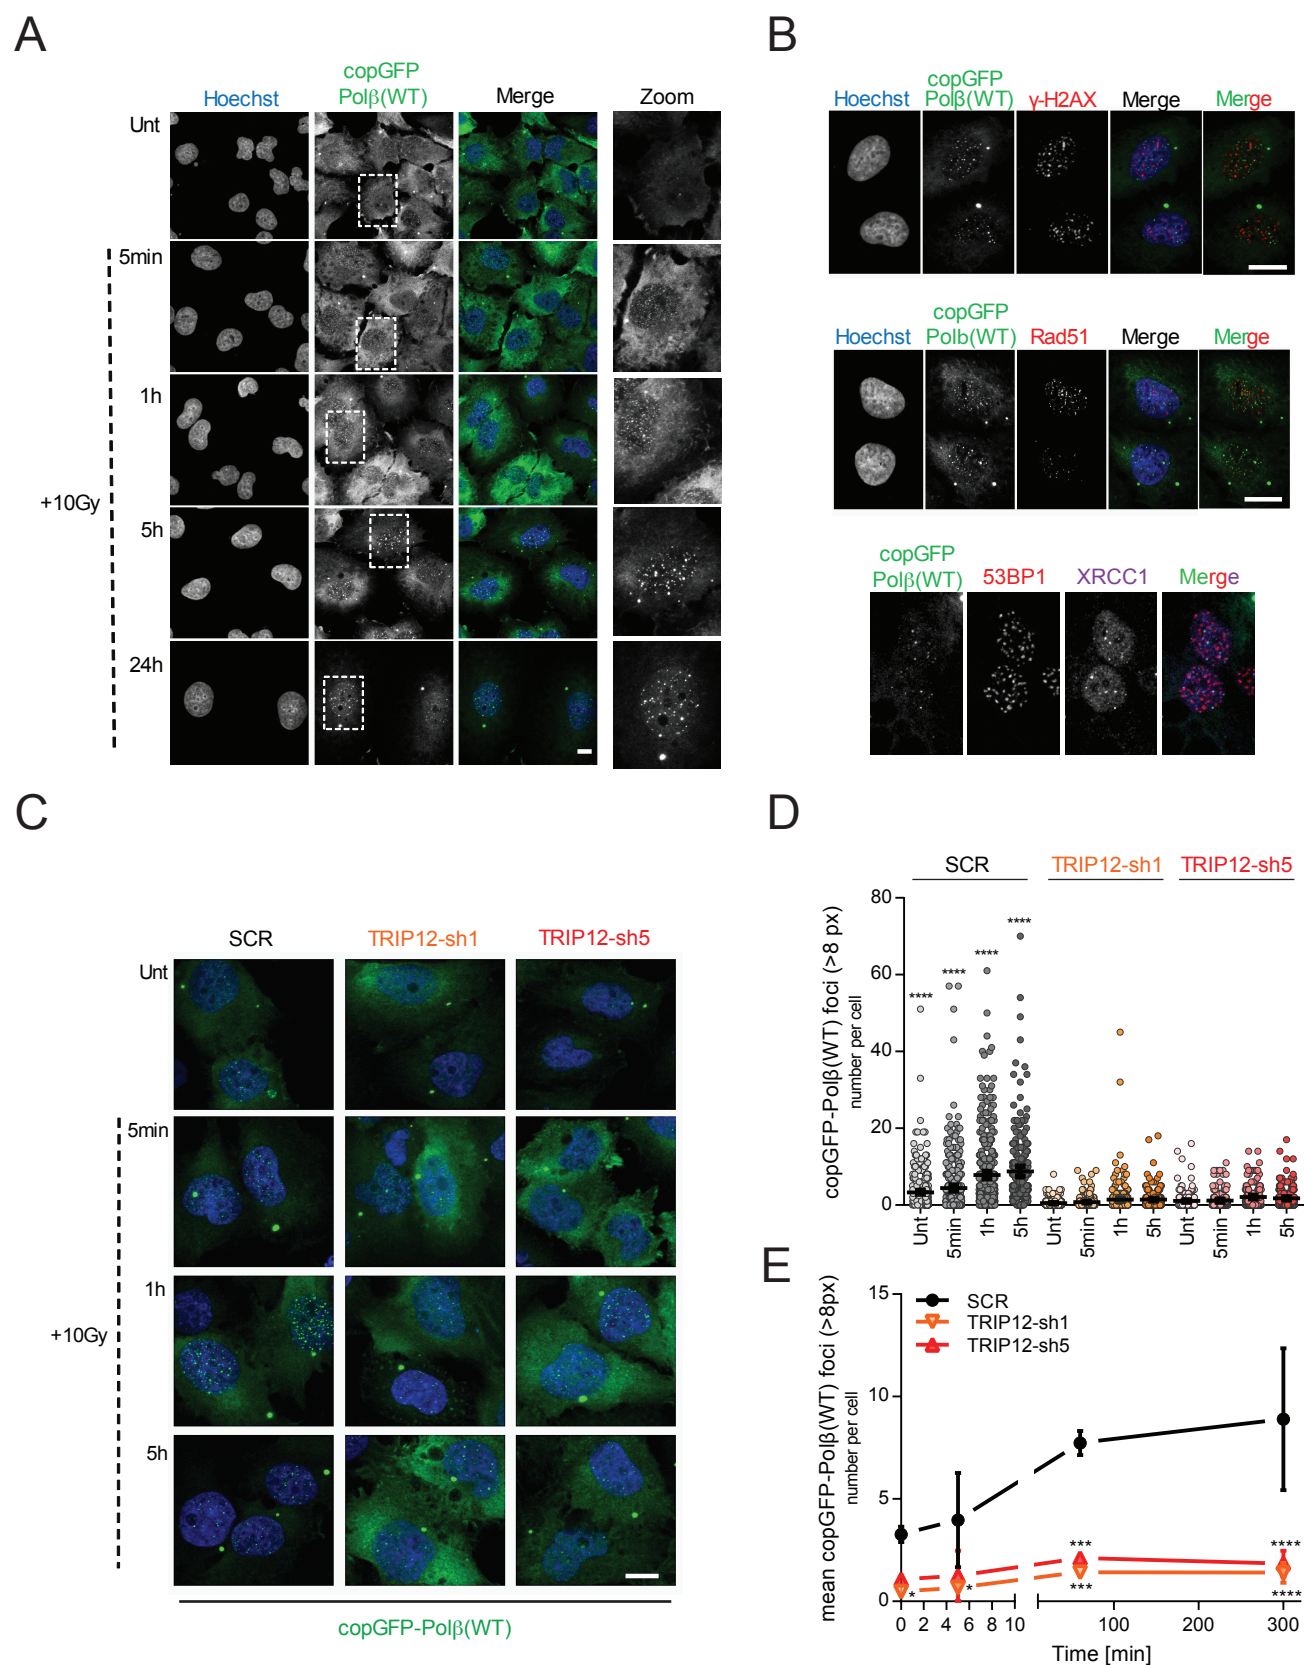 A
copGFP
Hoechst Polβ(WT) Merge Zoom
Unt
5min
1h
+10Gy
5h
24h
B
copGFP
Hoechst Polβ(WT) γ-H2AX Merge Merge
copGFP
Hoechst Polb(WT) Rad51 Merge Merge
copGFP
Polβ(WT) 53BP1 XRCC1 Merge
C
SCR TRIP12-sh1 TRIP12-sh5
Unt
5min
1h
+10Gy
5h
copGFP-Polβ(WT)
D
SCR TRIP12-sh1 TRIP12-sh5
copGFP-Polβ(WT) foci (>8 px)
number per cell
80
60
40
20
0
**** **** **** ****
Unt 5min 1h 5h Unt 5min 1h 5h Unt 5min 1h 5h
E
mean copGFP-Polβ(WT) foci (>8px)
number per cell
15
10
5
0
SCR
TRIP12-sh1
TRIP12-sh5
*** ****
* * *** ****
0 2 4 6 8 10 100 200 300
Time [min]